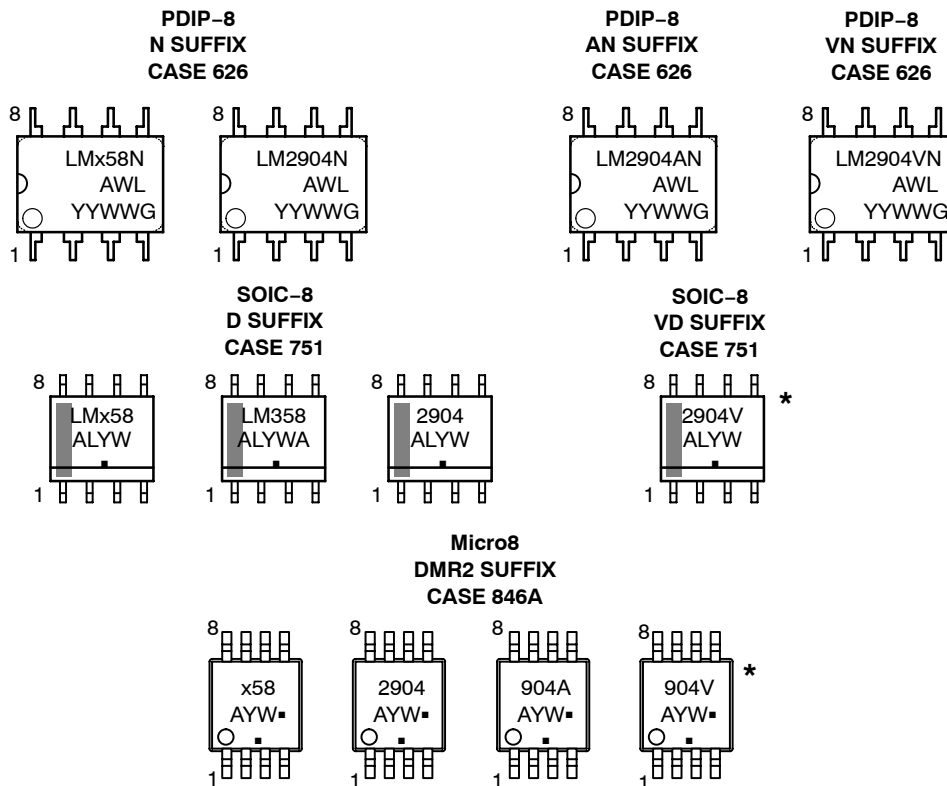 PDIP−8
N SUFFIX
CASE 626
PDIP−8
AN SUFFIX
CASE 626
PDIP−8
VN SUFFIX
CASE 626
8
LMx58N
AWL
YYWWG
1
LM2904N
AWL
YYWWG
8
LM2904AN
AWL
YYWWG
1
8
LM2904VN
AWL
YYWWG
1
SOIC−8
D SUFFIX
CASE 751
SOIC−8
VD SUFFIX
CASE 751
8
LMx58
ALYW
1
8
LM358
ALYWA
1
8
2904
ALYW
1
8
2904V
ALYW
1
*
Micro8
DMR2 SUFFIX
CASE 846A
8
x58
AYW▪
▪
1
8
2904
AYW▪
▪
1
8
904A
AYW▪
▪
1
8
904V
AYW▪
▪
1
*